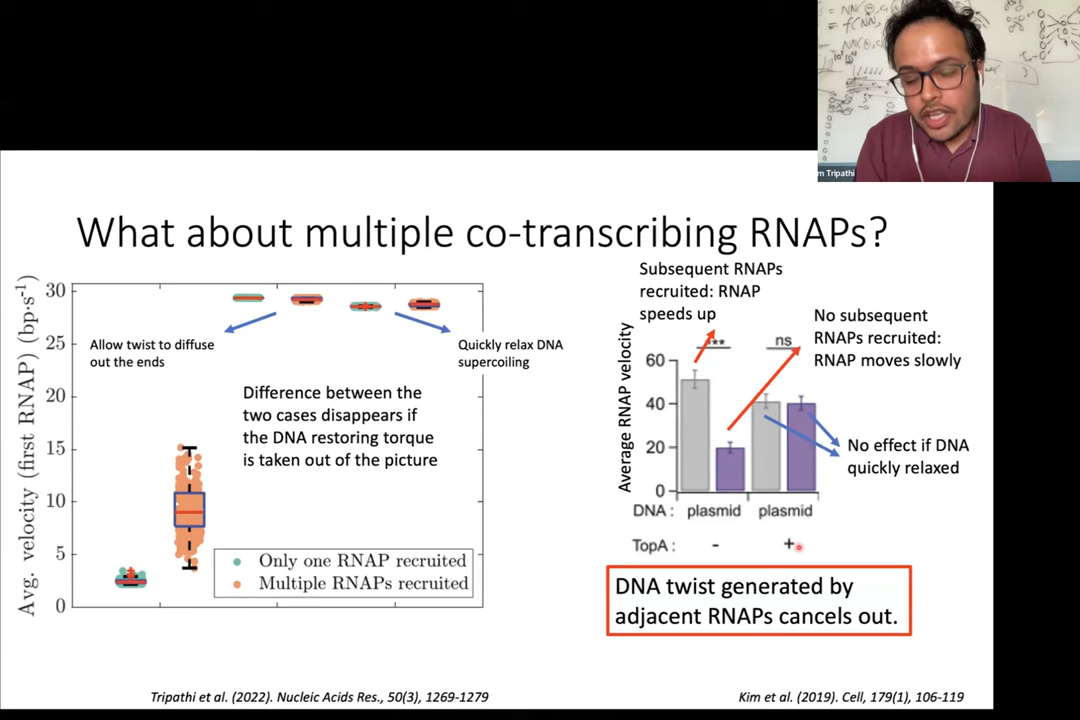 m Tripathi
What about multiple co-transcribing RNAPs?
Avg. velocity (first RNAP) (bp·s⁻¹)
30
25
20
15
10
5
0
Allow twist to diffuse
out the ends
Quickly relax DNA
supercoiling
Difference between the
two cases disappears if
the DNA restoring torque
is taken out of the picture
Only one RNAP recruited
Multiple RNAPs recruited
Subsequent RNAPs
recruited: RNAP
speeds up
No subsequent
RNAPs recruited:
RNAP moves slowly
Average RNAP velocity
60
40
20
0
***
ns
No effect if DNA
quickly relaxed
DNA : plasmid plasmid
TopA : - +
DNA twist generated by
adjacent RNAPs cancels out.
Tripathi et al. (2022). Nucleic Acids Res., 50(3), 1269-1279
Kim et al. (2019). Cell, 179(1), 106-119